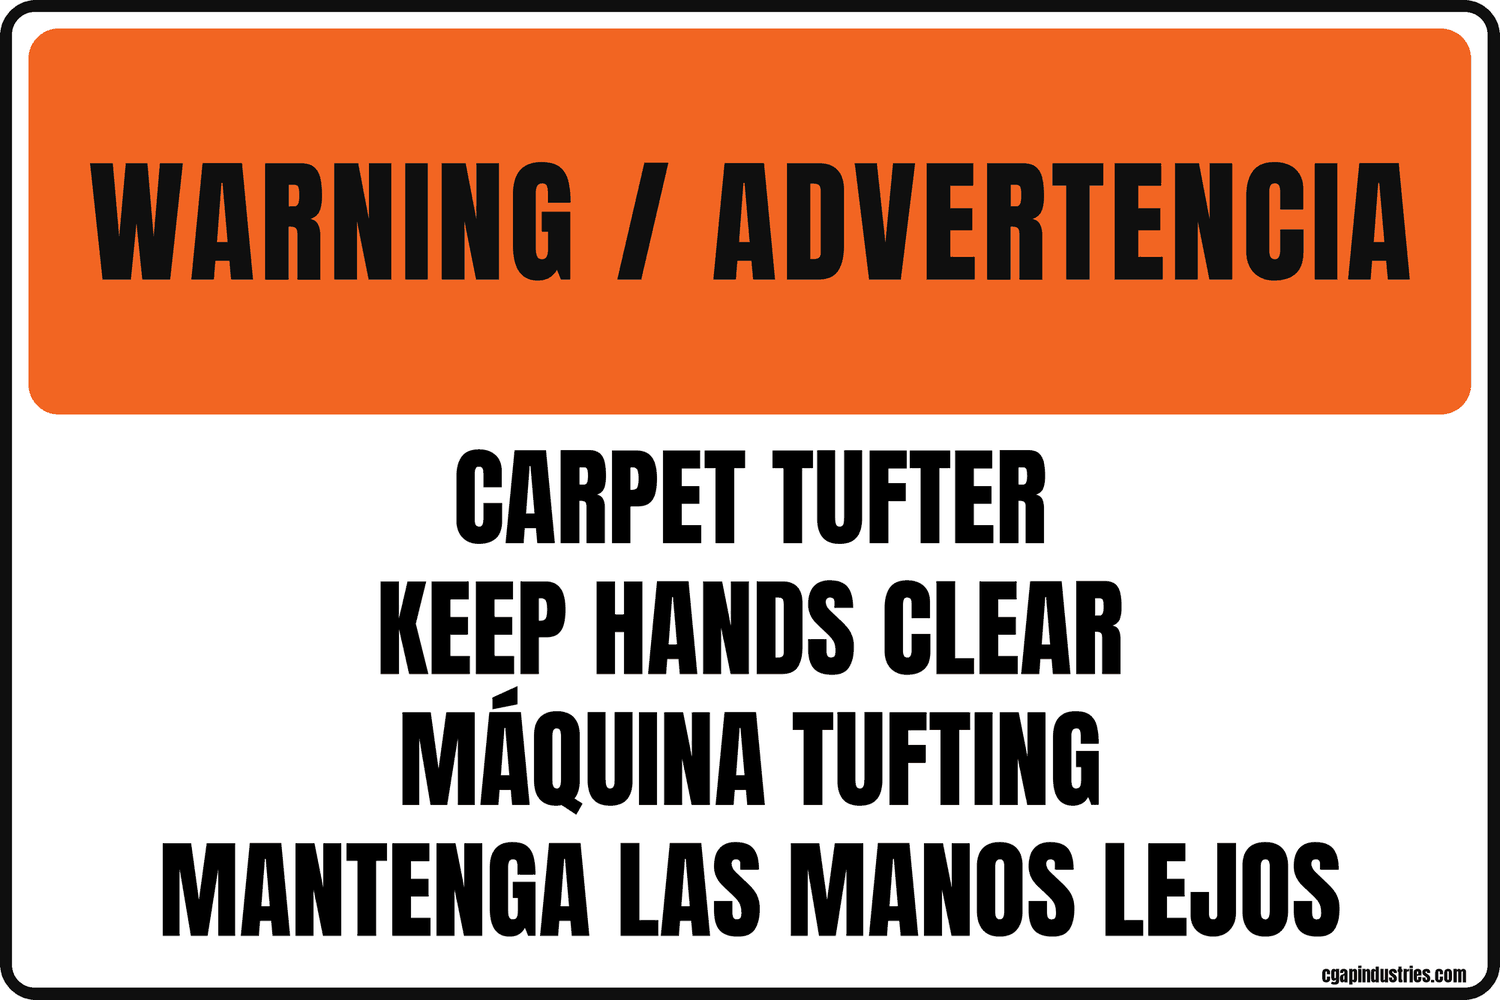 WARNING / ADVERTENCIA
CARPET TUFTER
KEEP HANDS CLEAR
MÁQUINA TUFTING
MANTENGA LAS MANOS LEJOS
cgapindustries.com